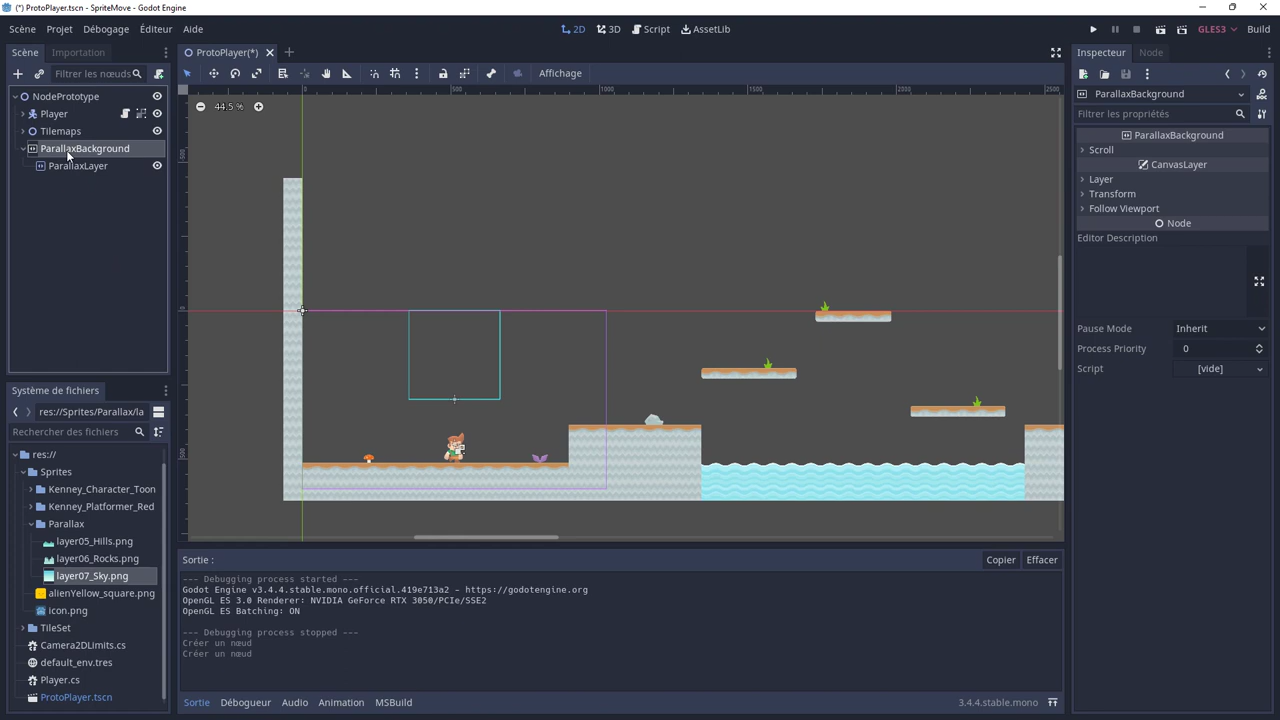 (*) ProtoPlayer.tscn - SpriteMove - Godot Engine
Scène Projet Débogage Éditeur Aide
2D 3D Script AssetLib
GLES3 Build
Scène Importation
Filtrer les nœuds
NodePrototype
Player
Tilemaps
ParallaxBackground
ParallaxLayer
ProtoPlayer(*)
Affichage
0 500 1000 1500 2000 2500
44.5 %
Système de fichiers
res://Sprites/Parallax/la
Rechercher des fichiers
res://
Sprites
Kenney_Character_Toon
Kenney_Platformer_Red
Parallax
layer05_Hills.png
layer06_Rocks.png
layer07_Sky.png
alienYellow_square.png
icon.png
TileSet
Camera2DLimits.cs
default_env.tres
Player.cs
ProtoPlayer.tscn
Sortie :
Copier Effacer
--- Debugging process started ---
Godot Engine v3.4.4.stable.mono.official.419e713a2 - https://godotengine.org
OpenGL ES 3.0 Renderer: NVIDIA GeForce RTX 3050/PCIe/SSE2
OpenGL ES Batching: ON
--- Debugging process stopped ---
Créer un nœud
Créer un nœud
Sortie Débogueur Audio Animation MSBuild
3.4.4.stable.mono
Inspecteur Node
ParallaxBackground
Filtrer les propriétés
ParallaxBackground
Scroll
CanvasLayer
Layer
Transform
Follow Viewport
Node
Editor Description
Pause Mode Inherit
Process Priority 0
Script [vide]